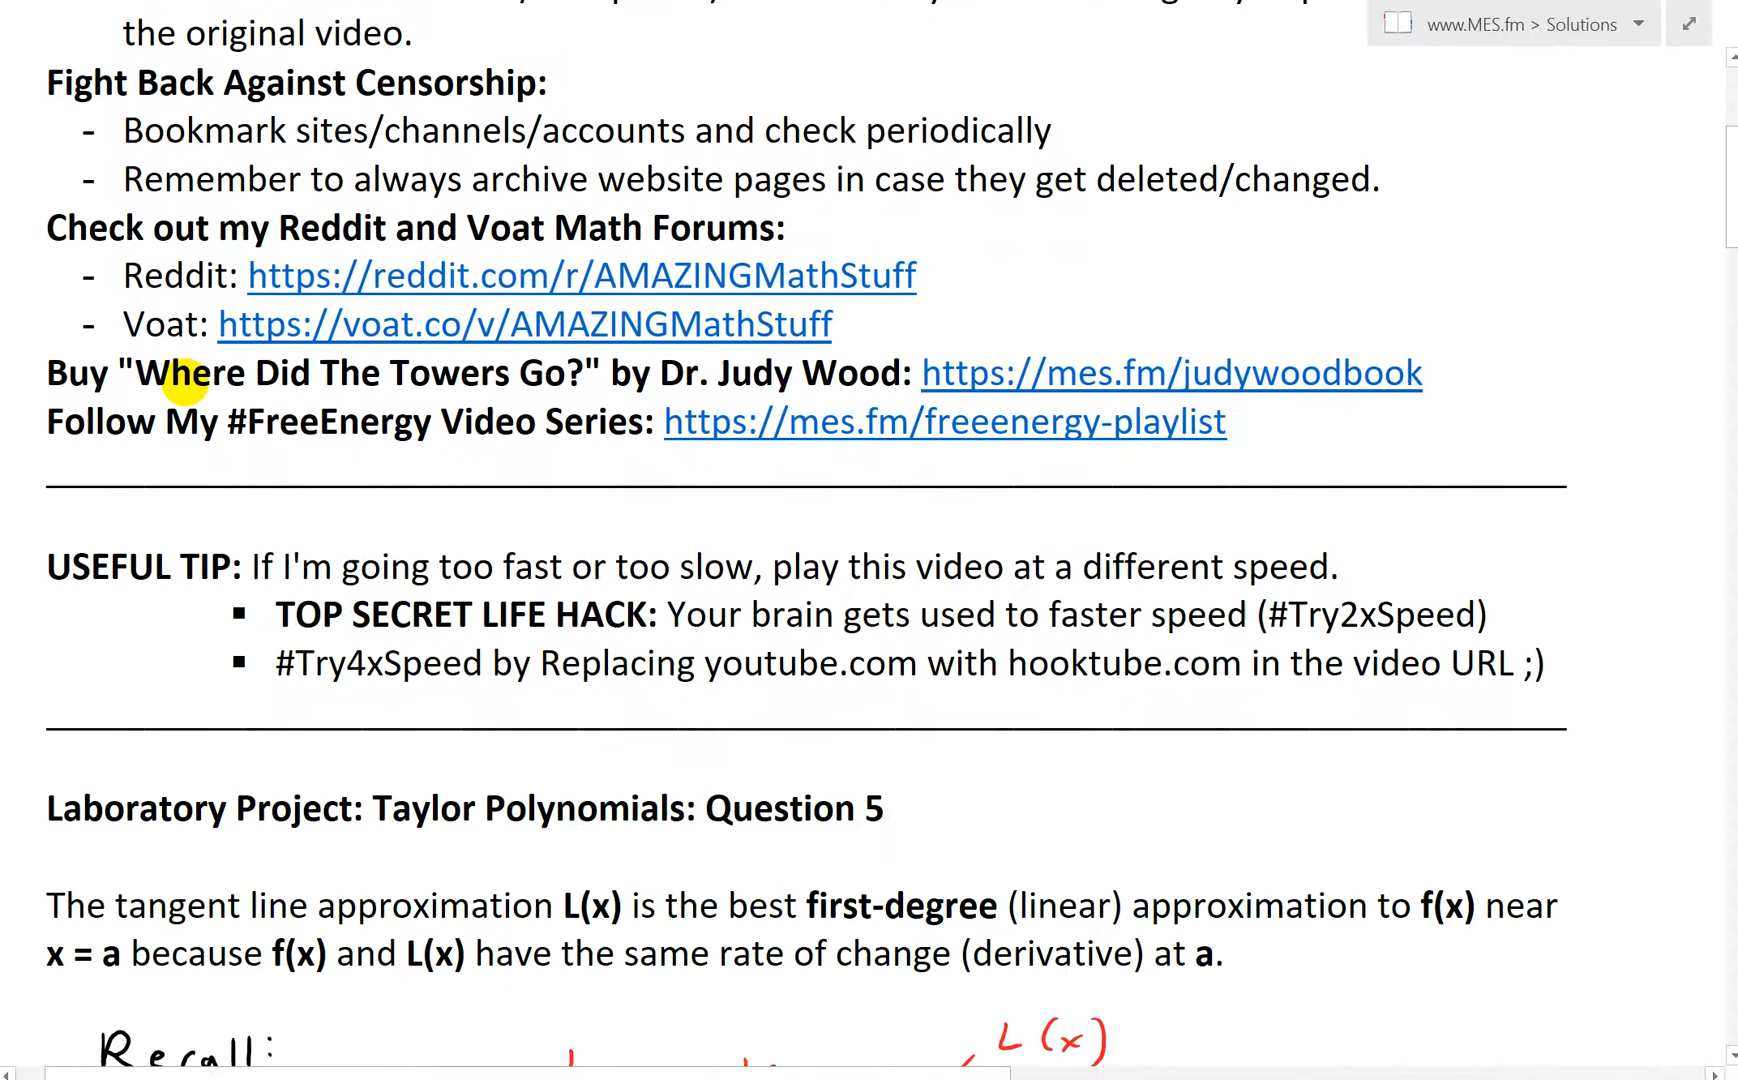 the original video.
www.MES.fm > Solutions
Fight Back Against Censorship:
- Bookmark sites/channels/accounts and check periodically
- Remember to always archive website pages in case they get deleted/changed.
Check out my Reddit and Voat Math Forums:
- Reddit: https://reddit.com/r/AMAZINGMathStuff
- Voat: https://voat.co/v/AMAZINGMathStuff
Buy "Where Did The Towers Go?" by Dr. Judy Wood: https://mes.fm/judywoodbook
Follow My #FreeEnergy Video Series: https://mes.fm/freeenergy-playlist
USEFUL TIP: If I'm going too fast or too slow, play this video at a different speed.
▪ TOP SECRET LIFE HACK: Your brain gets used to faster speed (#Try2xSpeed)
▪ #Try4xSpeed by Replacing youtube.com with hooktube.com in the video URL ;)
Laboratory Project: Taylor Polynomials: Question 5
The tangent line approximation L(x) is the best first-degree (linear) approximation to f(x) near
x = a because f(x) and L(x) have the same rate of change (derivative) at a.
L(x)
Recall: